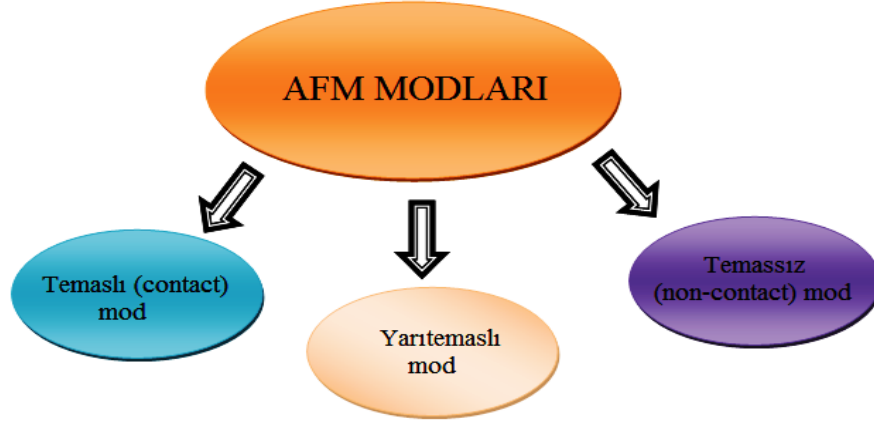 AFM MODLARI
Temaslı (contact)
mod
Yarıtemaslı
mod
Temassız
(non-contact) mod